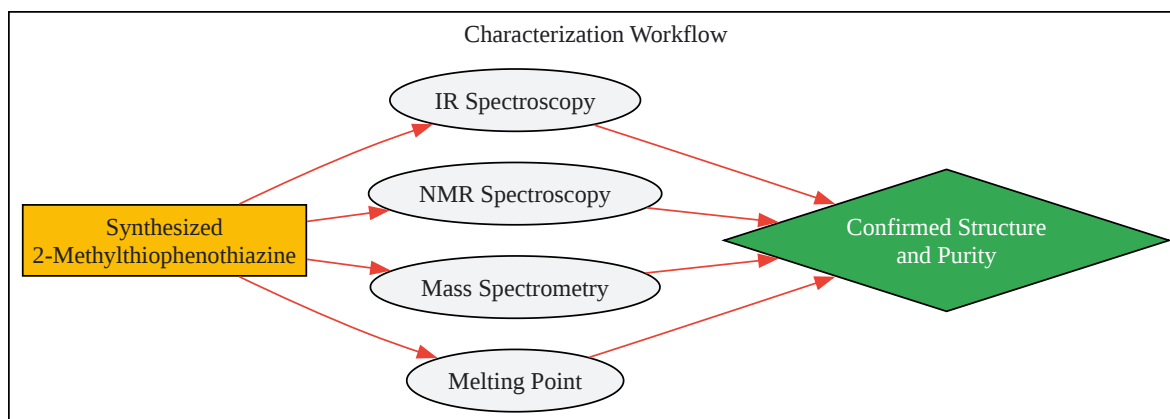 Characterization Workflow
IR Spectroscopy
NMR Spectroscopy
Synthesized
2-Methylthiophenothiazine
Confirmed Structure
and Purity
Mass Spectrometry
Melting Point